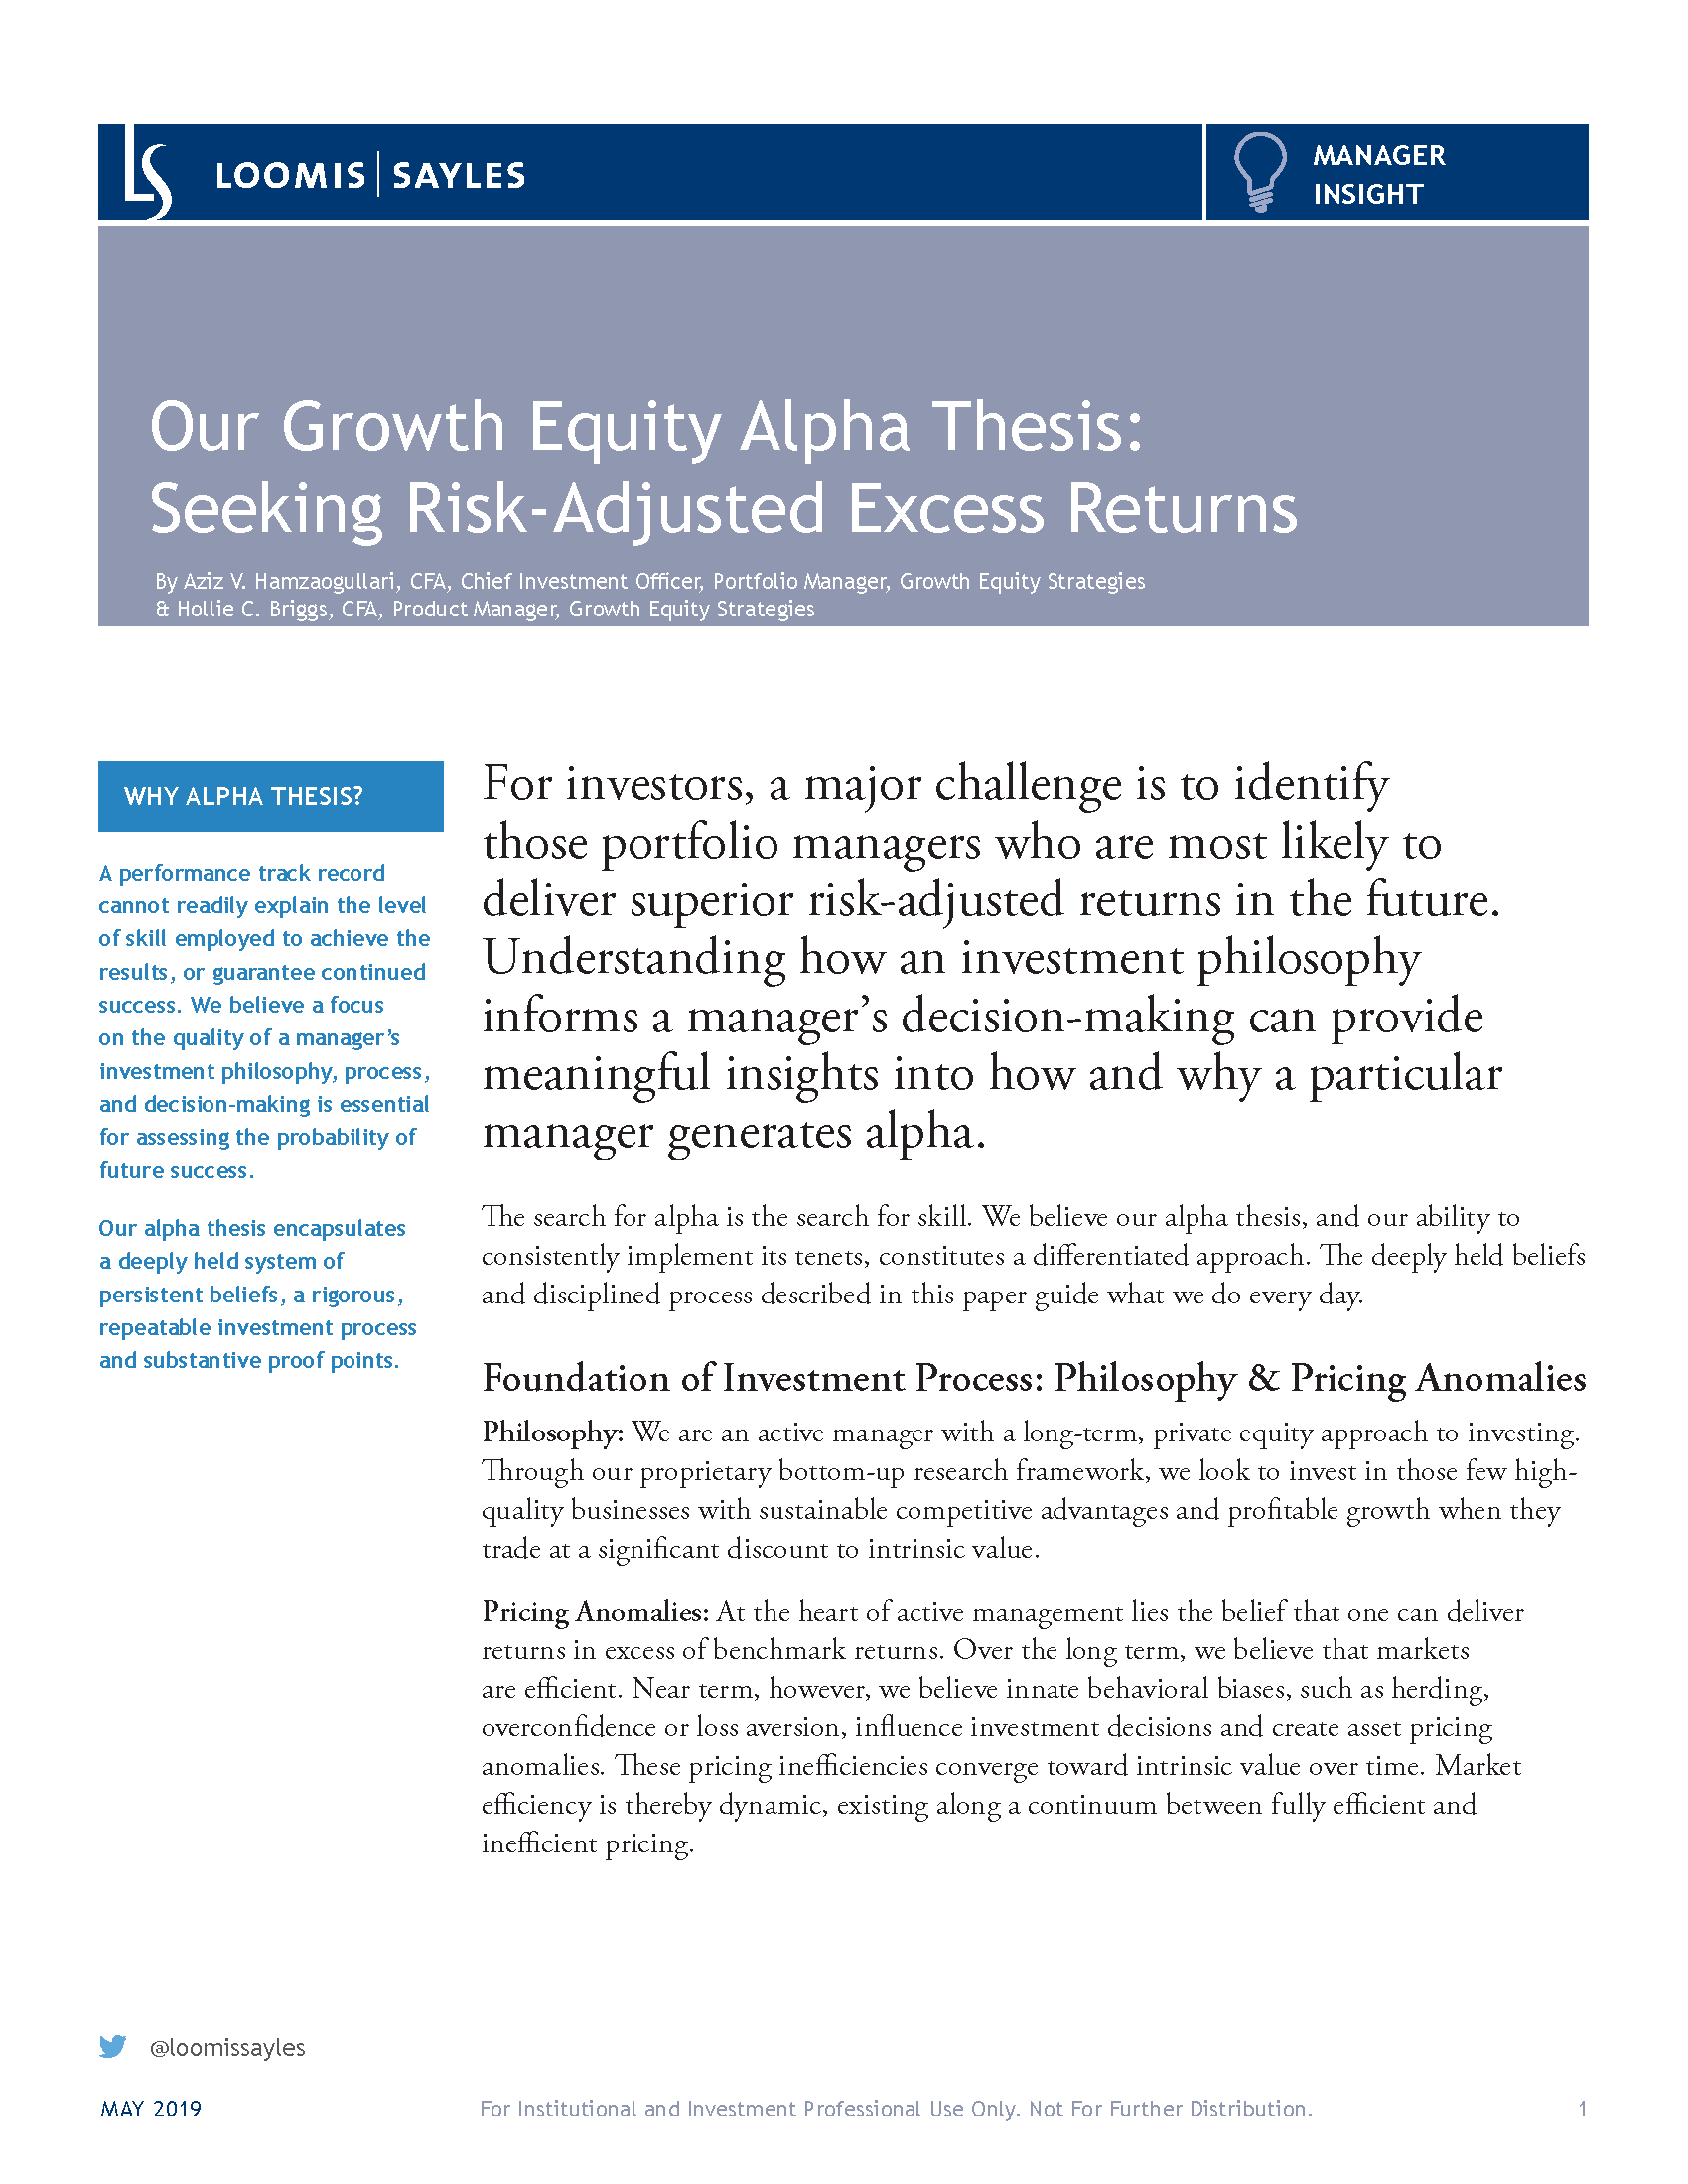 LS LOOMIS | SAYLES
MANAGER
INSIGHT
Our Growth Equity Alpha Thesis:
Seeking Risk-Adjusted Excess Returns
By Aziz V. Hamzaogullari, CFA, Chief Investment Officer, Portfolio Manager, Growth Equity Strategies
& Hollie C. Briggs, CFA, Product Manager, Growth Equity Strategies
WHY ALPHA THESIS?
A performance track record
cannot readily explain the level
of skill employed to achieve the
results, or guarantee continued
success. We believe a focus
on the quality of a manager’s
investment philosophy, process,
and decision-making is essential
for assessing the probability of
future success.
Our alpha thesis encapsulates
a deeply held system of
persistent beliefs, a rigorous,
repeatable investment process
and substantive proof points.
For investors, a major challenge is to identify
those portfolio managers who are most likely to
deliver superior risk-adjusted returns in the future.
Understanding how an investment philosophy
informs a manager’s decision-making can provide
meaningful insights into how and why a particular
manager generates alpha.
The search for alpha is the search for skill. We believe our alpha thesis, and our ability to
consistently implement its tenets, constitutes a differentiated approach. The deeply held beliefs
and disciplined process described in this paper guide what we do every day.
Foundation of Investment Process: Philosophy & Pricing Anomalies
Philosophy: We are an active manager with a long-term, private equity approach to investing.
Through our proprietary bottom-up research framework, we look to invest in those few high-
quality businesses with sustainable competitive advantages and profitable growth when they
trade at a significant discount to intrinsic value.
Pricing Anomalies: At the heart of active management lies the belief that one can deliver
returns in excess of benchmark returns. Over the long term, we believe that markets
are efficient. Near term, however, we believe innate behavioral biases, such as herding,
overconfidence or loss aversion, influence investment decisions and create asset pricing
anomalies. These pricing inefficiencies converge toward intrinsic value over time. Market
efficiency is thereby dynamic, existing along a continuum between fully efficient and
inefficient pricing.
@loomissayles
MAY 2019
For Institutional and Investment Professional Use Only. Not For Further Distribution.
1